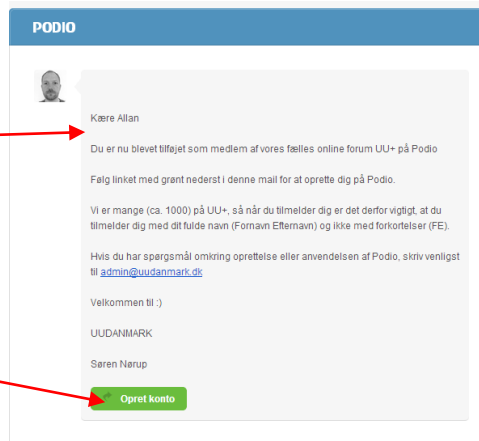 PODIO
Kære Allan
Du er nu blevet tilføjet som medlem af vores fælles online forum UU+ på Podio
Følg linket med grønt nederst i denne mail for at oprette dig på Podio.
Vi er mange (ca. 1000) på UU+, så når du tilmelder dig er det derfor vigtigt, at du
tilmelder dig med dit fulde navn (Fornavn Efternavn) og ikke med forkortelser (FE).
Hvis du har spørgsmål omkring oprettelse eller anvendelsen af Podio, skriv venligst
til admin@uudanmark.dk
Velkommen til :)
UUDANMARK
Søren Nørup
Opret konto